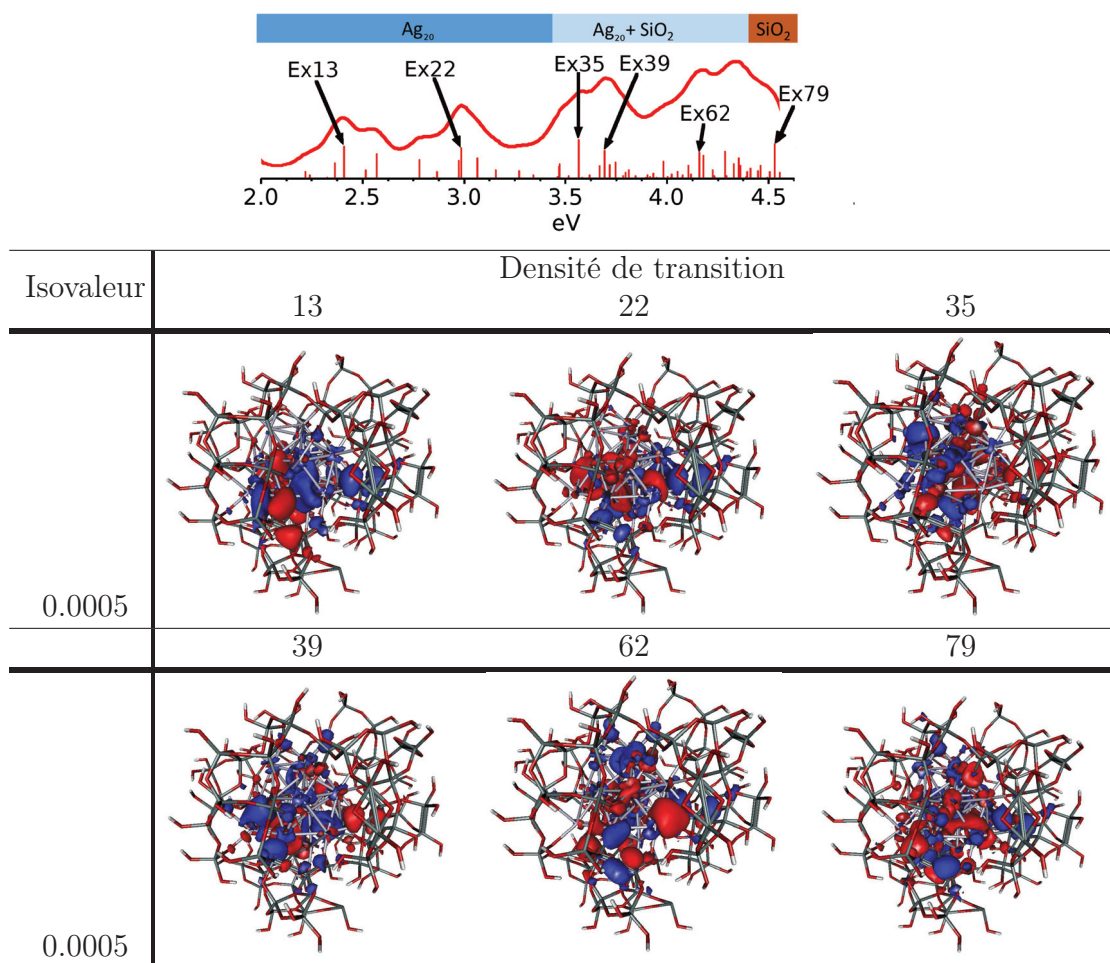 Ag₂₀ Ag₂₀ + SiO₂ SiO₂
Ex13 Ex22 Ex35 Ex39 Ex62 Ex79
2.0 2.5 3.0 3.5 4.0 4.5
eV
Isovaleur
Densité de transition
13 22 35
0.0005
39 62 79
0.0005